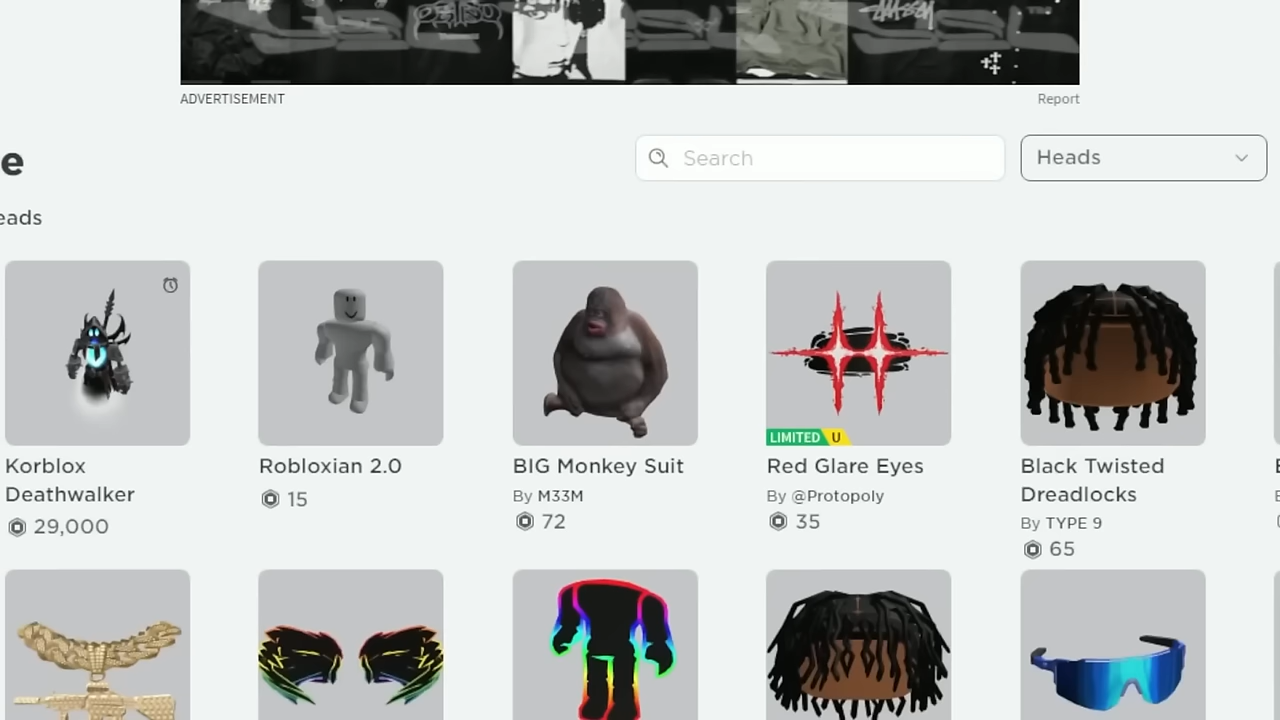 ADVERTISEMENT
Report
e
Search
Heads
eads
Korblox
Deathwalker
29,000
Robloxian 2.0
15
BIG Monkey Suit
By M33M
72
LIMITED U
Red Glare Eyes
By @Protopoly
35
Black Twisted
Dreadlocks
By TYPE 9
65